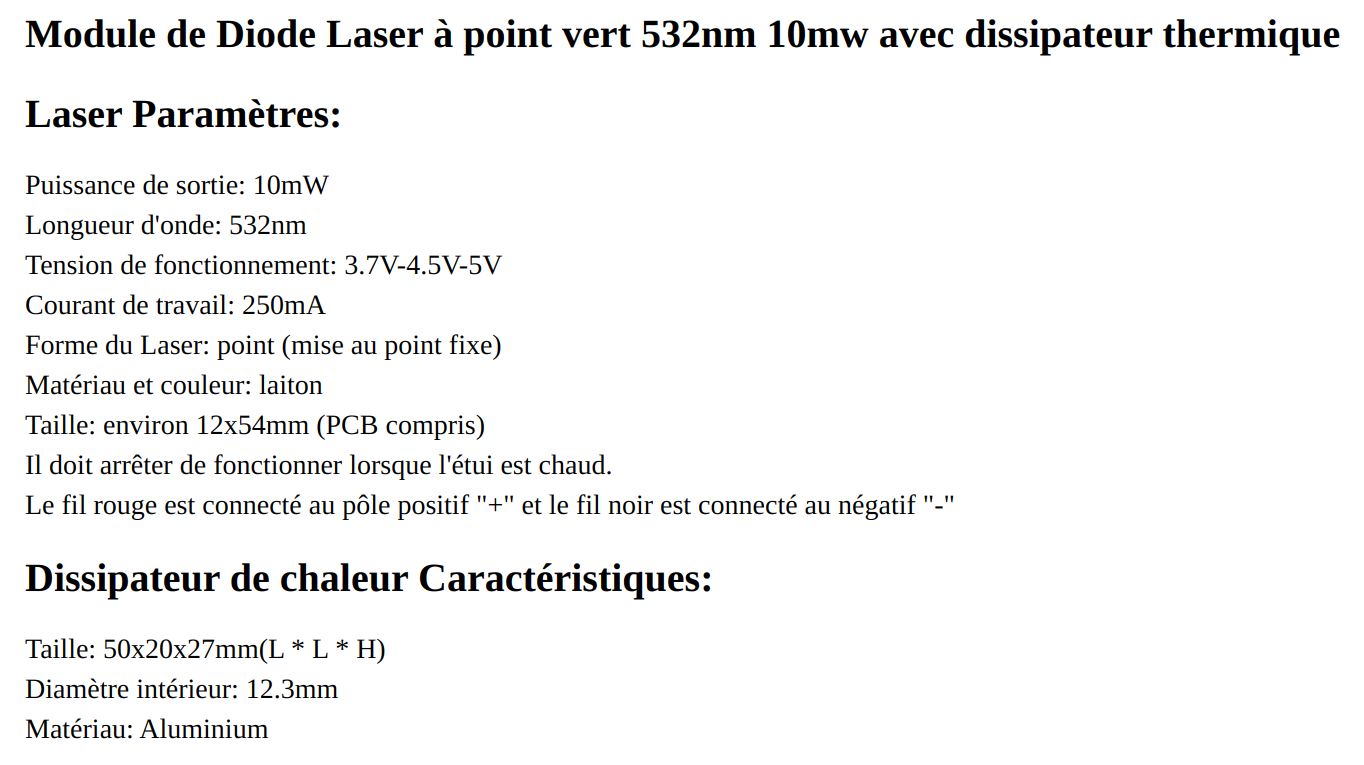 Module de Diode Laser à point vert 532nm 10mw avec dissipateur thermique
Laser Paramètres:
Puissance de sortie: 10mW
Longueur d'onde: 532nm
Tension de fonctionnement: 3.7V-4.5V-5V
Courant de travail: 250mA
Forme du Laser: point (mise au point fixe)
Matériau et couleur: laiton
Taille: environ 12x54mm (PCB compris)
Il doit arrêter de fonctionner lorsque l'étui est chaud.
Le fil rouge est connecté au pôle positif "+" et le fil noir est connecté au négatif "-"
Dissipateur de chaleur Caractéristiques:
Taille: 50x20x27mm(L * L * H)
Diamètre intérieur: 12.3mm
Matériau: Aluminium